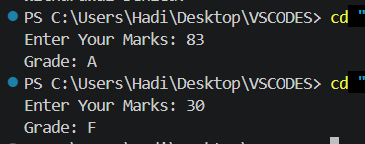 PS C:\Users\Hadi\Desktop\VSCODES> cd "
Enter Your Marks: 83
Grade: A
PS C:\Users\Hadi\Desktop\VSCODES> cd "
Enter Your Marks: 30
Grade: F